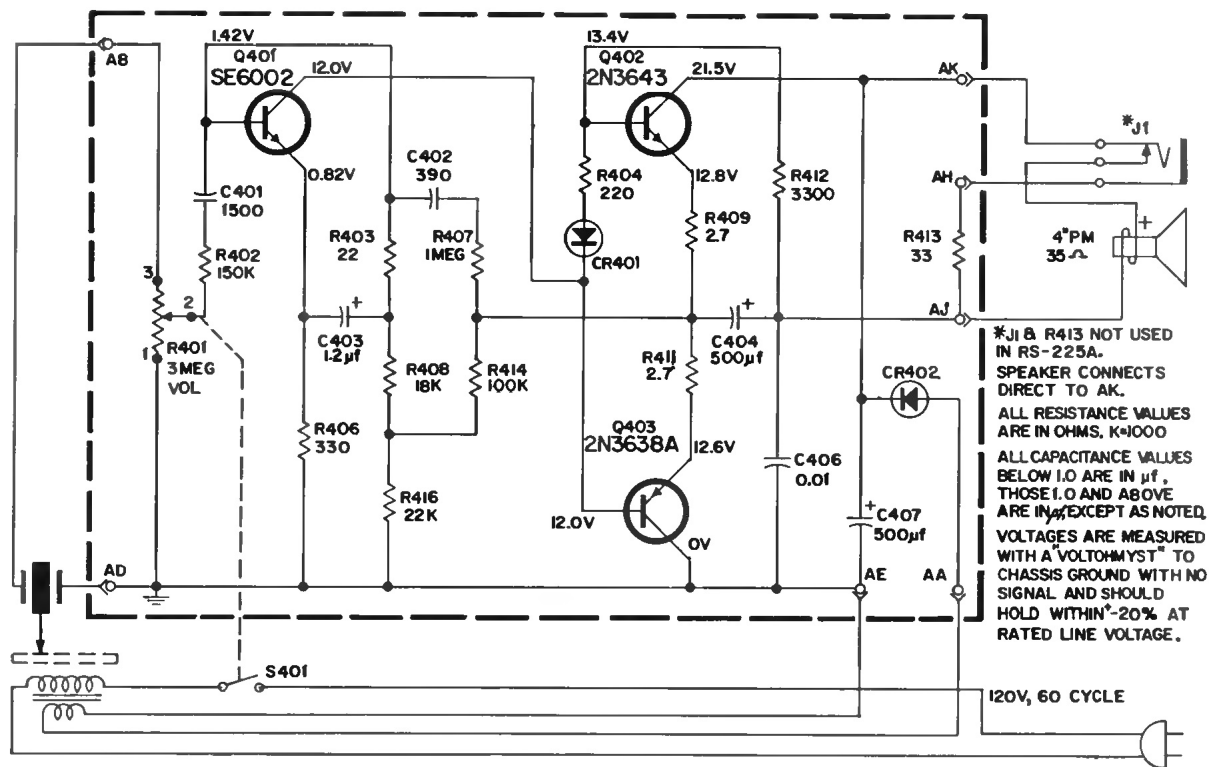 A8
1.42V
Q401
SE6002
12.0V
0.82V
C401
1500
R402
150K
3
2
1
R401
3MEG
VOL
C402
390
R403
22
R407
1MEG
C403
1.2µf
+
R408
18K
R414
100K
R406
330
R416
22K
AD
13.4V
Q402
2N3643
21.5V
12.8V
R404
220
CR401
R409
2.7
R412
3300
+
C404
500µf
R411
2.7
Q403
2N3638A
12.6V
12.0V
0V
C406
0.01
CR402
+
C407
500µf
AE
AA
AK
*J1
AH
R413
33
AJ
+
4"PM
35Ω
*J1 & R413 NOT USED
IN RS-225A.
SPEAKER CONNECTS
DIRECT TO AK.
ALL RESISTANCE VALUES
ARE IN OHMS. K=1000
ALL CAPACITANCE VALUES
BELOW 1.0 ARE IN µf,
THOSE 1.0 AND ABOVE
ARE IN EXCEPT AS NOTED.
VOLTAGES ARE MEASURED
WITH A "VOLTOHMYST" TO
CHASSIS GROUND WITH NO
SIGNAL AND SHOULD
HOLD WITHIN +-20% AT
RATED LINE VOLTAGE.
S401
120V, 60 CYCLE